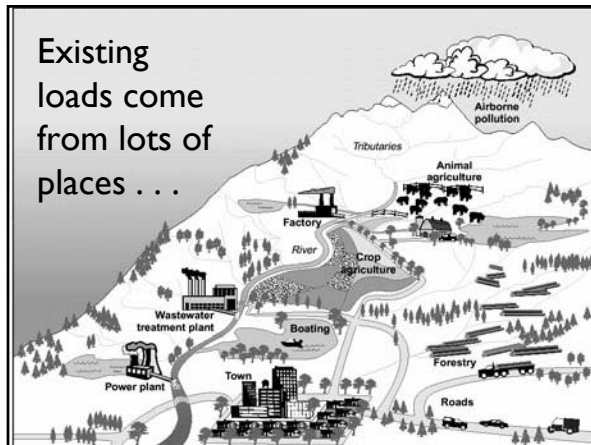 Existing
loads come
from lots of
places . . .
Airborne
pollution
Tributaries
Animal
agriculture
Factory
River
Crop
agriculture
Wastewater
treatment plant
Boating
Forestry
Power plant
Town
Roads